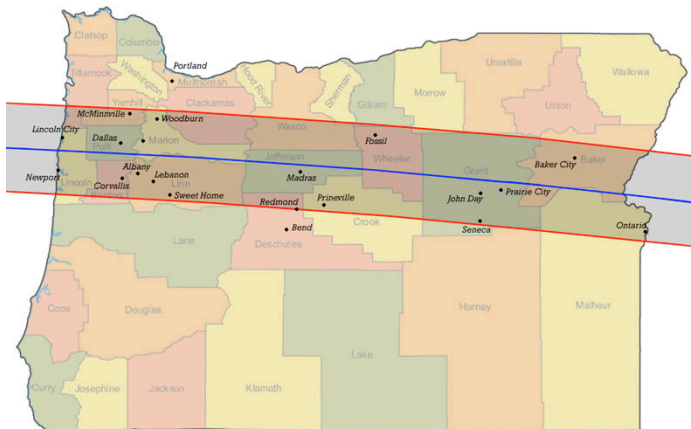 Clatsop
Columbia
Portland
Tillamook
Washington
Multnomah
Hood River
Sherman
Gilliam
Morrow
Umatilla
Wallowa
Union
Yamhill
McMinnville
Clackamas
Woodburn
Wasco
Lincoln City
Dallas
Polk
Marion
Fossil
Wheeler
Grant
Baker City
Baker
Jefferson
Albany
Newport
Lincoln
Corvallis
Lebanon
Linn
Madras
Benton
Sweet Home
Redmond
Prineville
John Day
Prairie City
Crook
Seneca
Ontario
Bend
Lane
Deschutes
Coos
Douglas
Harney
Malheur
Lake
Curry
Josephine
Jackson
Klamath